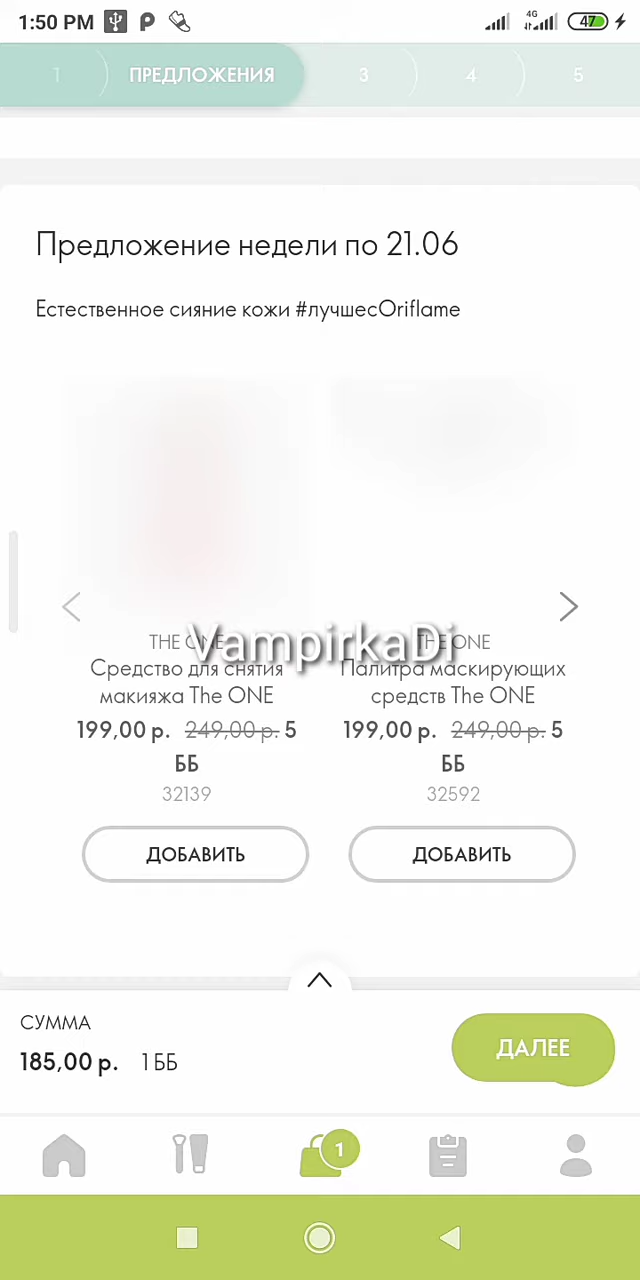 1:50 PM
4G
47
1
ПРЕДЛОЖЕНИЯ
3
4
5
Предложение недели по 21.06
Естественное сияние кожи #лучшесOriflame
VampirkaDi
THE ONE
Средство для снятия
макияжа The ONE
199,00 р. 249,00 р. 5
ББ
32139
ДОБАВИТЬ
THE ONE
Палитра маскирующих
средств The ONE
199,00 р. 249,00 р. 5
ББ
32592
ДОБАВИТЬ
СУММА
185,00 р. 1 ББ
ДАЛЕЕ
1